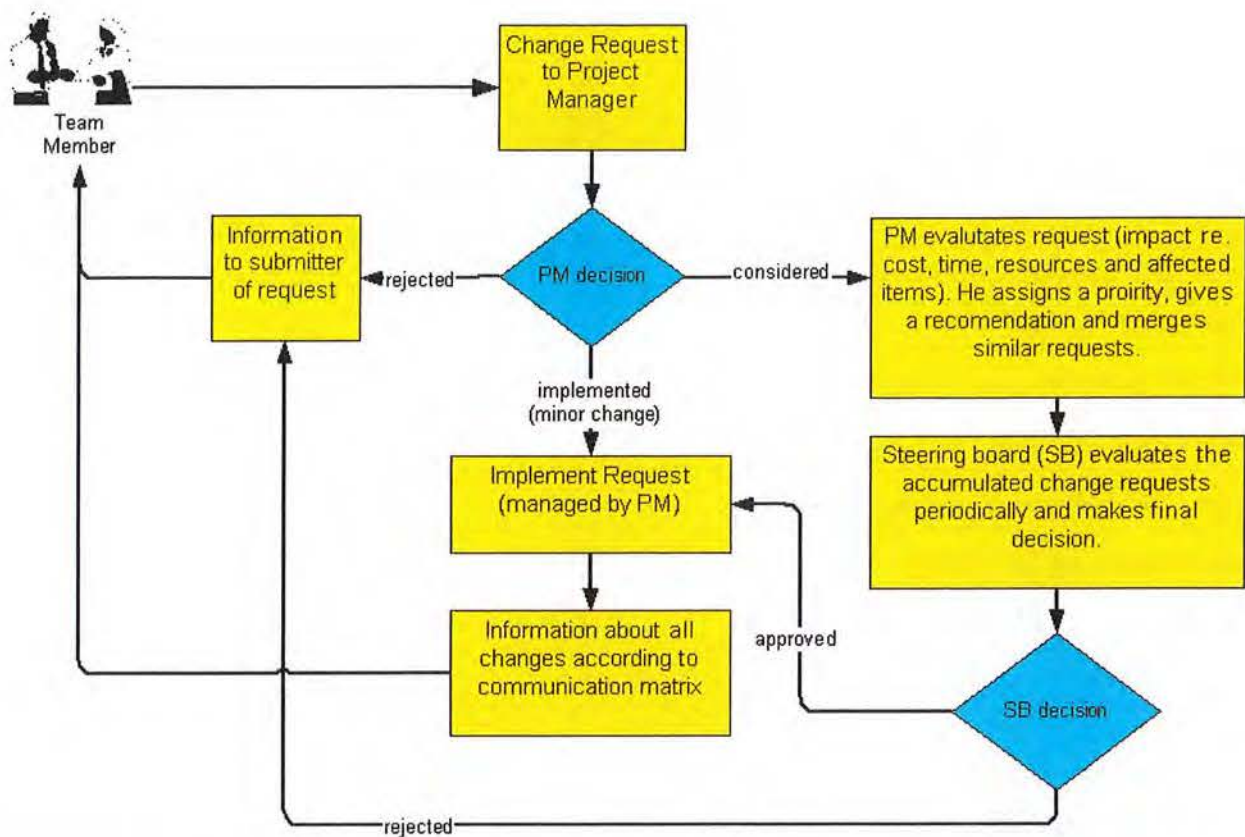 Change Request
to Project
Manager
Team
Member
Information
to submitter
of request
rejected
PM decision
considered
PM evalutates request (impact re.
cost, time, resources and affected
items). He assigns a proirity, gives
a recomendation and merges
similar requests.
implemented
(minor change)
Implement Request
(managed by PM)
Steering board (SB) evaluates the
accumulated change requests
periodically and makes final
decision.
Information about all
changes according to
communication matrix
approved
SB decision
rejected